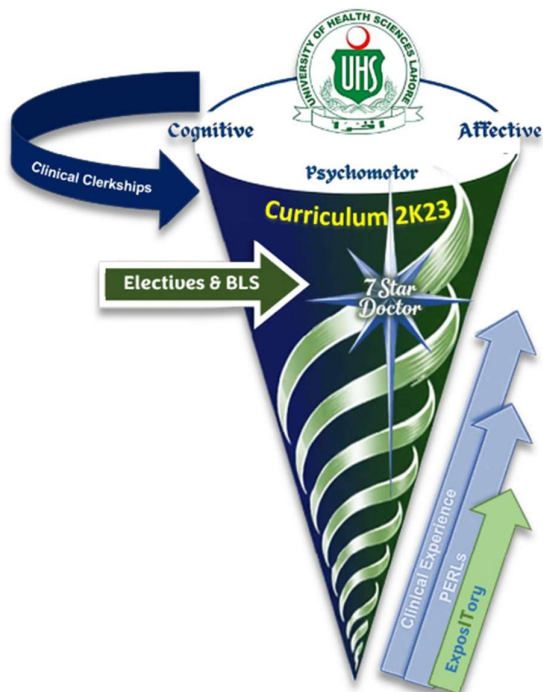 UNIVERSITY OF HEALTH SCIENCES LAHORE
UHS
اقرا
Cognitive
Affective
Psychomotor
Clinical Clerkships
Curriculum 2K23
Electives & BLS
7 Star
Doctor
Clinical Experience
PERLs
ExposITory